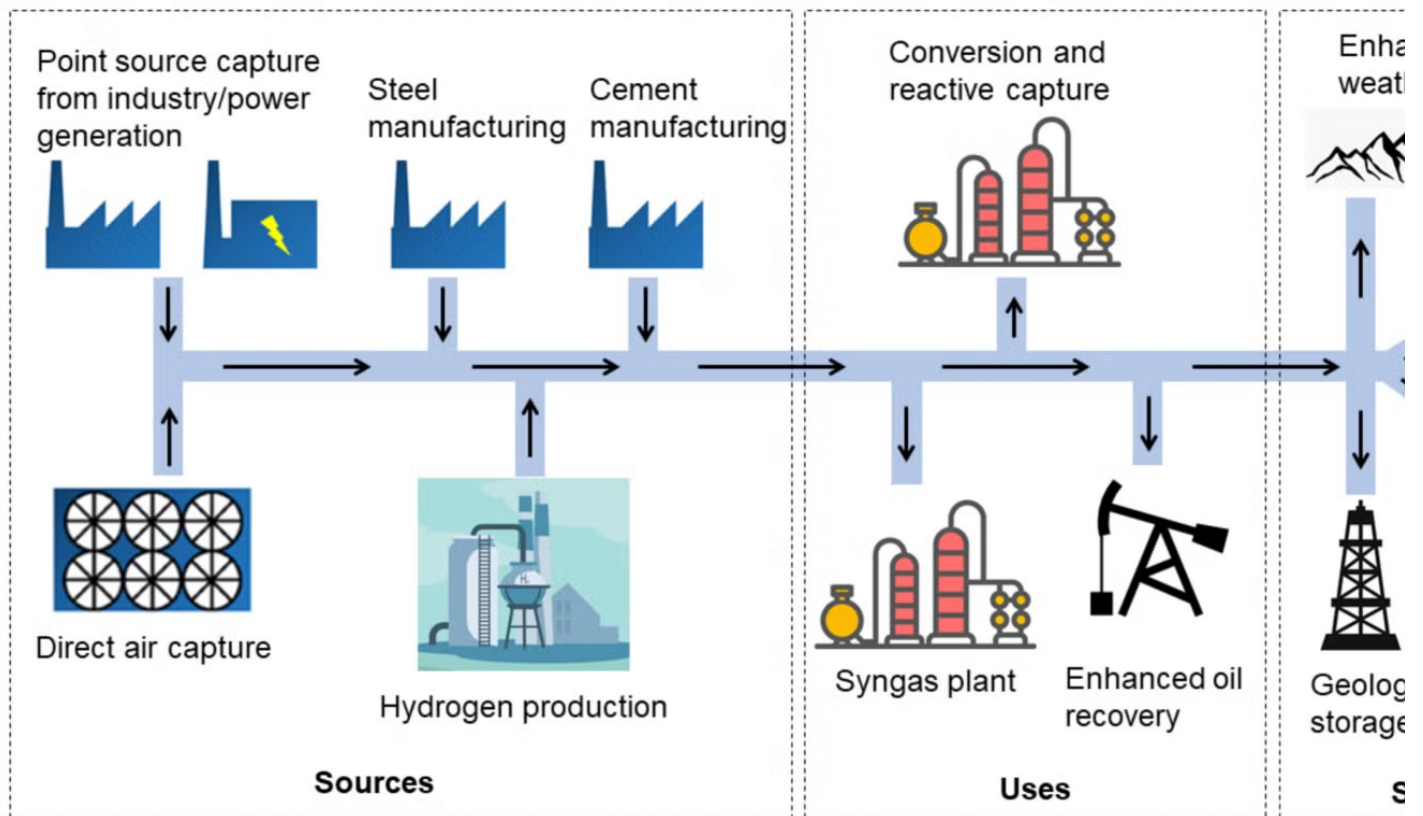 Point source capture
from industry/power
generation
Steel
manufacturing
Cement
manufacturing
Direct air capture
H₂
Hydrogen production
Sources
Conversion and
reactive capture
Syngas plant
Enhanced oil
recovery
Uses